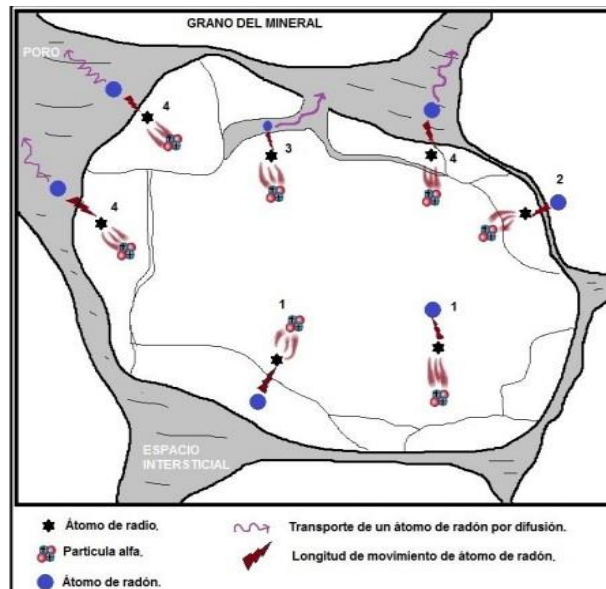 GRANO DEL MINERAL
PORO
4
3
4
2
4
1
1
ESPACIO
INTERSTICIAL
Átomo de radio.
Transporte de un átomo de radón por difusión.
Partícula alfa.
Longitud de movimiento de átomo de radón.
Átomo de radón.